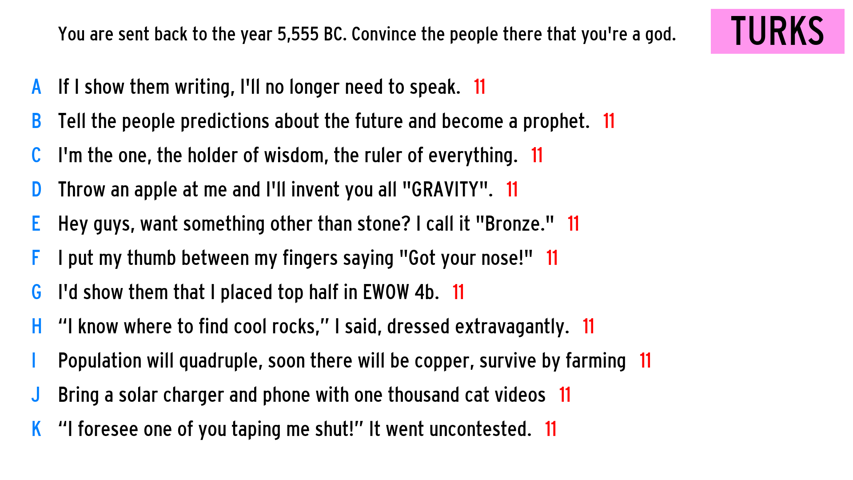 You are sent back to the year 5,555 BC. Convince the people there that you're a god.
TURKS
A If I show them writing, I'll no longer need to speak. 11
B Tell the people predictions about the future and become a prophet. 11
C I'm the one, the holder of wisdom, the ruler of everything. 11
D Throw an apple at me and I'll invent you all "GRAVITY". 11
E Hey guys, want something other than stone? I call it "Bronze." 11
F I put my thumb between my fingers saying "Got your nose!" 11
G I'd show them that I placed top half in EWOW 4b. 11
H “I know where to find cool rocks,” I said, dressed extravagantly. 11
I Population will quadruple, soon there will be copper, survive by farming 11
J Bring a solar charger and phone with one thousand cat videos 11
K “I foresee one of you taping me shut!” It went uncontested. 11